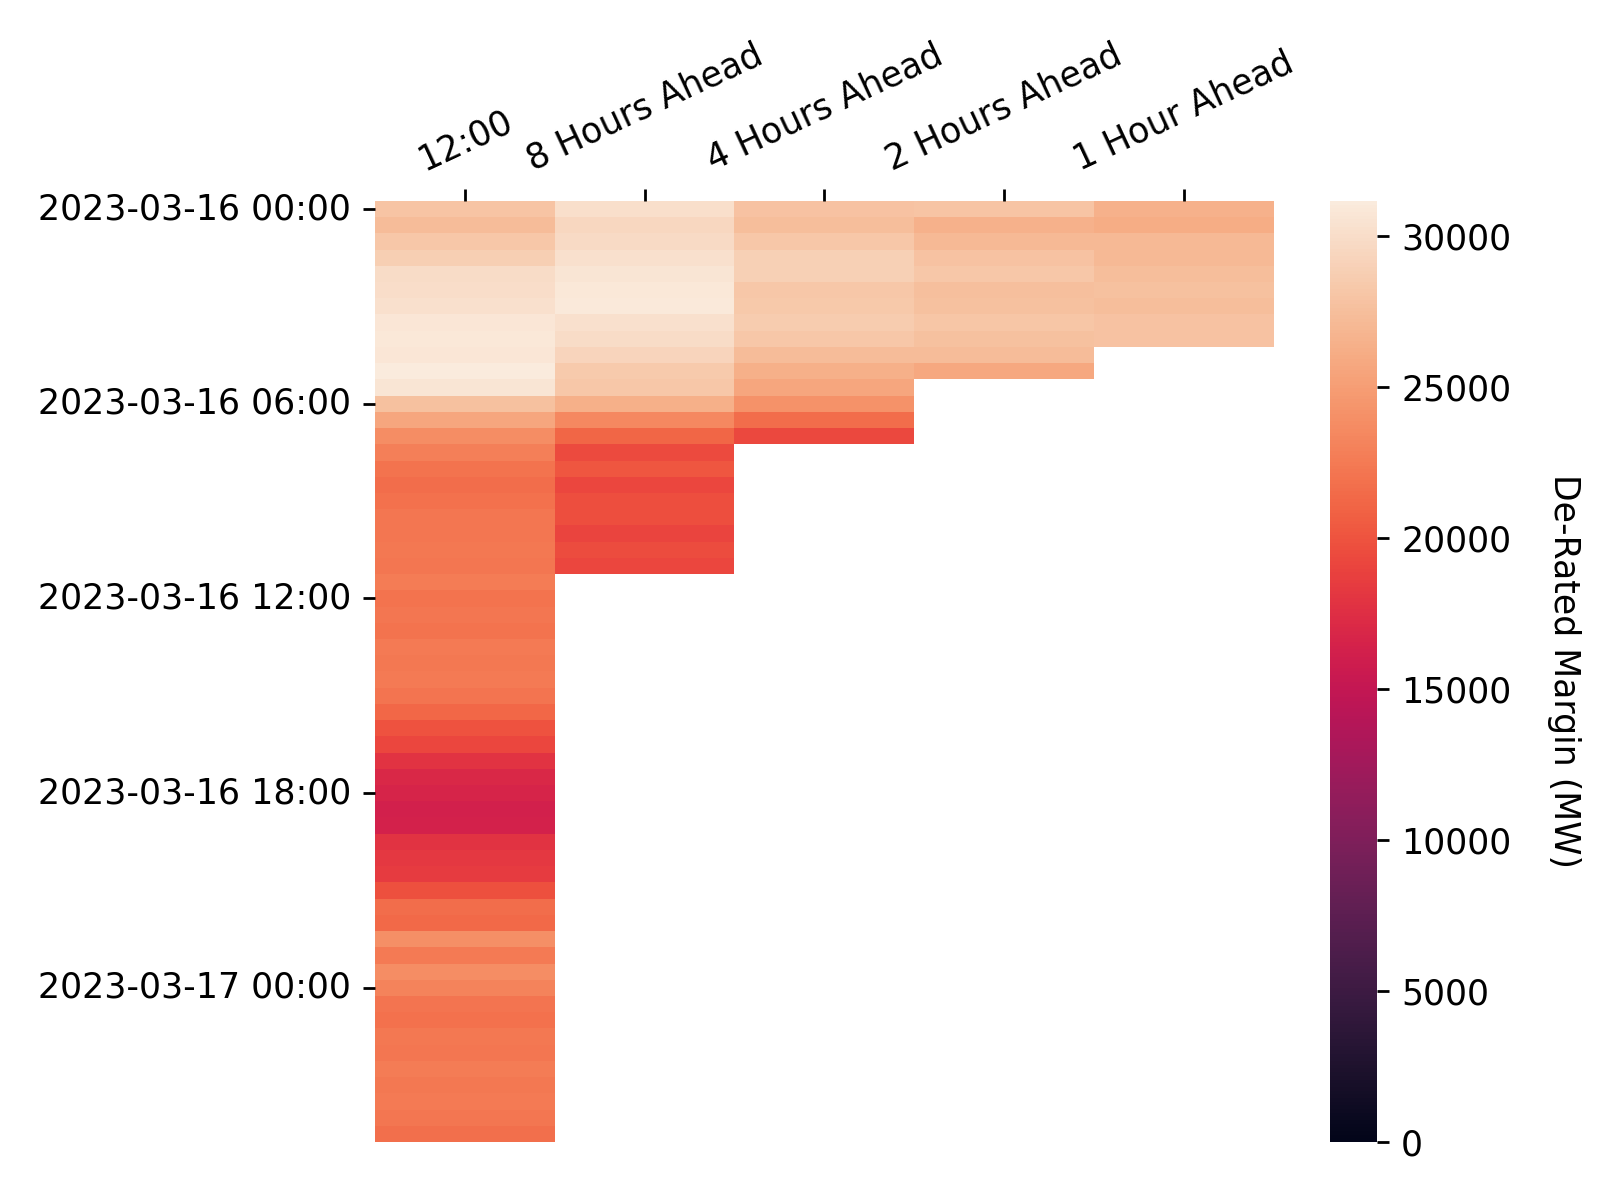 12:00
8 Hours Ahead
4 Hours Ahead
2 Hours Ahead
1 Hour Ahead
2023-03-16 00:00
2023-03-16 06:00
2023-03-16 12:00
2023-03-16 18:00
2023-03-17 00:00
30000
25000
20000
15000
10000
5000
0
De-Rated Margin (MW)